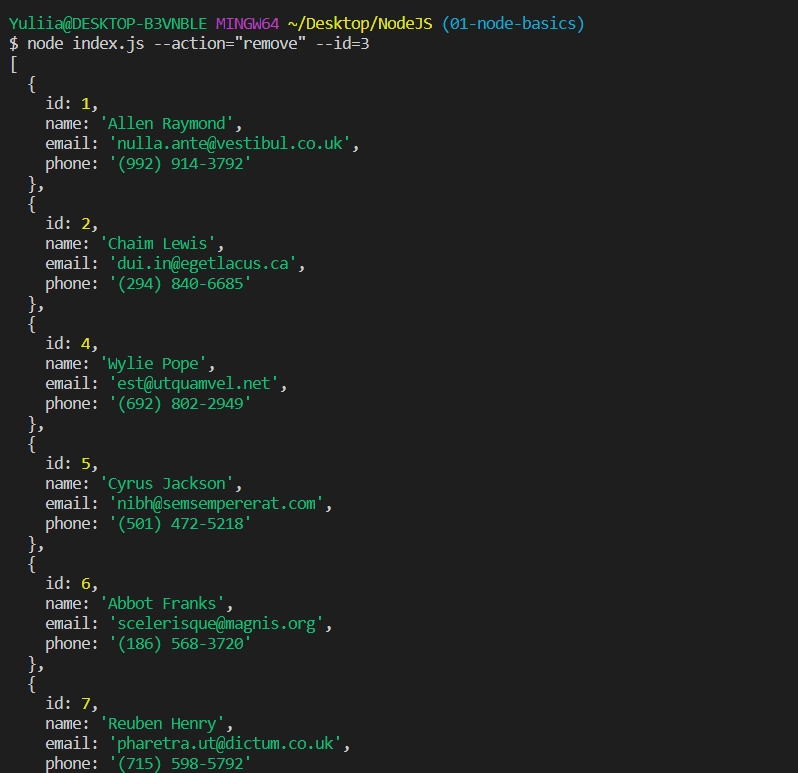 Yuliia@DESKTOP-B3VNBLE MINGW64 ~/Desktop/NodeJS (01-node-basics)
$ node index.js --action="remove" --id=3
[
  {
    id: 1,
    name: 'Allen Raymond',
    email: 'nulla.ante@vestibul.co.uk',
    phone: '(992) 914-3792'
  },
  {
    id: 2,
    name: 'Chaim Lewis',
    email: 'dui.in@egetlacus.ca',
    phone: '(294) 840-6685'
  },
  {
    id: 4,
    name: 'Wylie Pope',
    email: 'est@utquamvel.net',
    phone: '(692) 802-2949'
  },
  {
    id: 5,
    name: 'Cyrus Jackson',
    email: 'nibh@semsempererat.com',
    phone: '(501) 472-5218'
  },
  {
    id: 6,
    name: 'Abbot Franks',
    email: 'scelerisque@magnis.org',
    phone: '(186) 568-3720'
  },
  {
    id: 7,
    name: 'Reuben Henry',
    email: 'pharetra.ut@dictum.co.uk',
    phone: '(715) 598-5792'